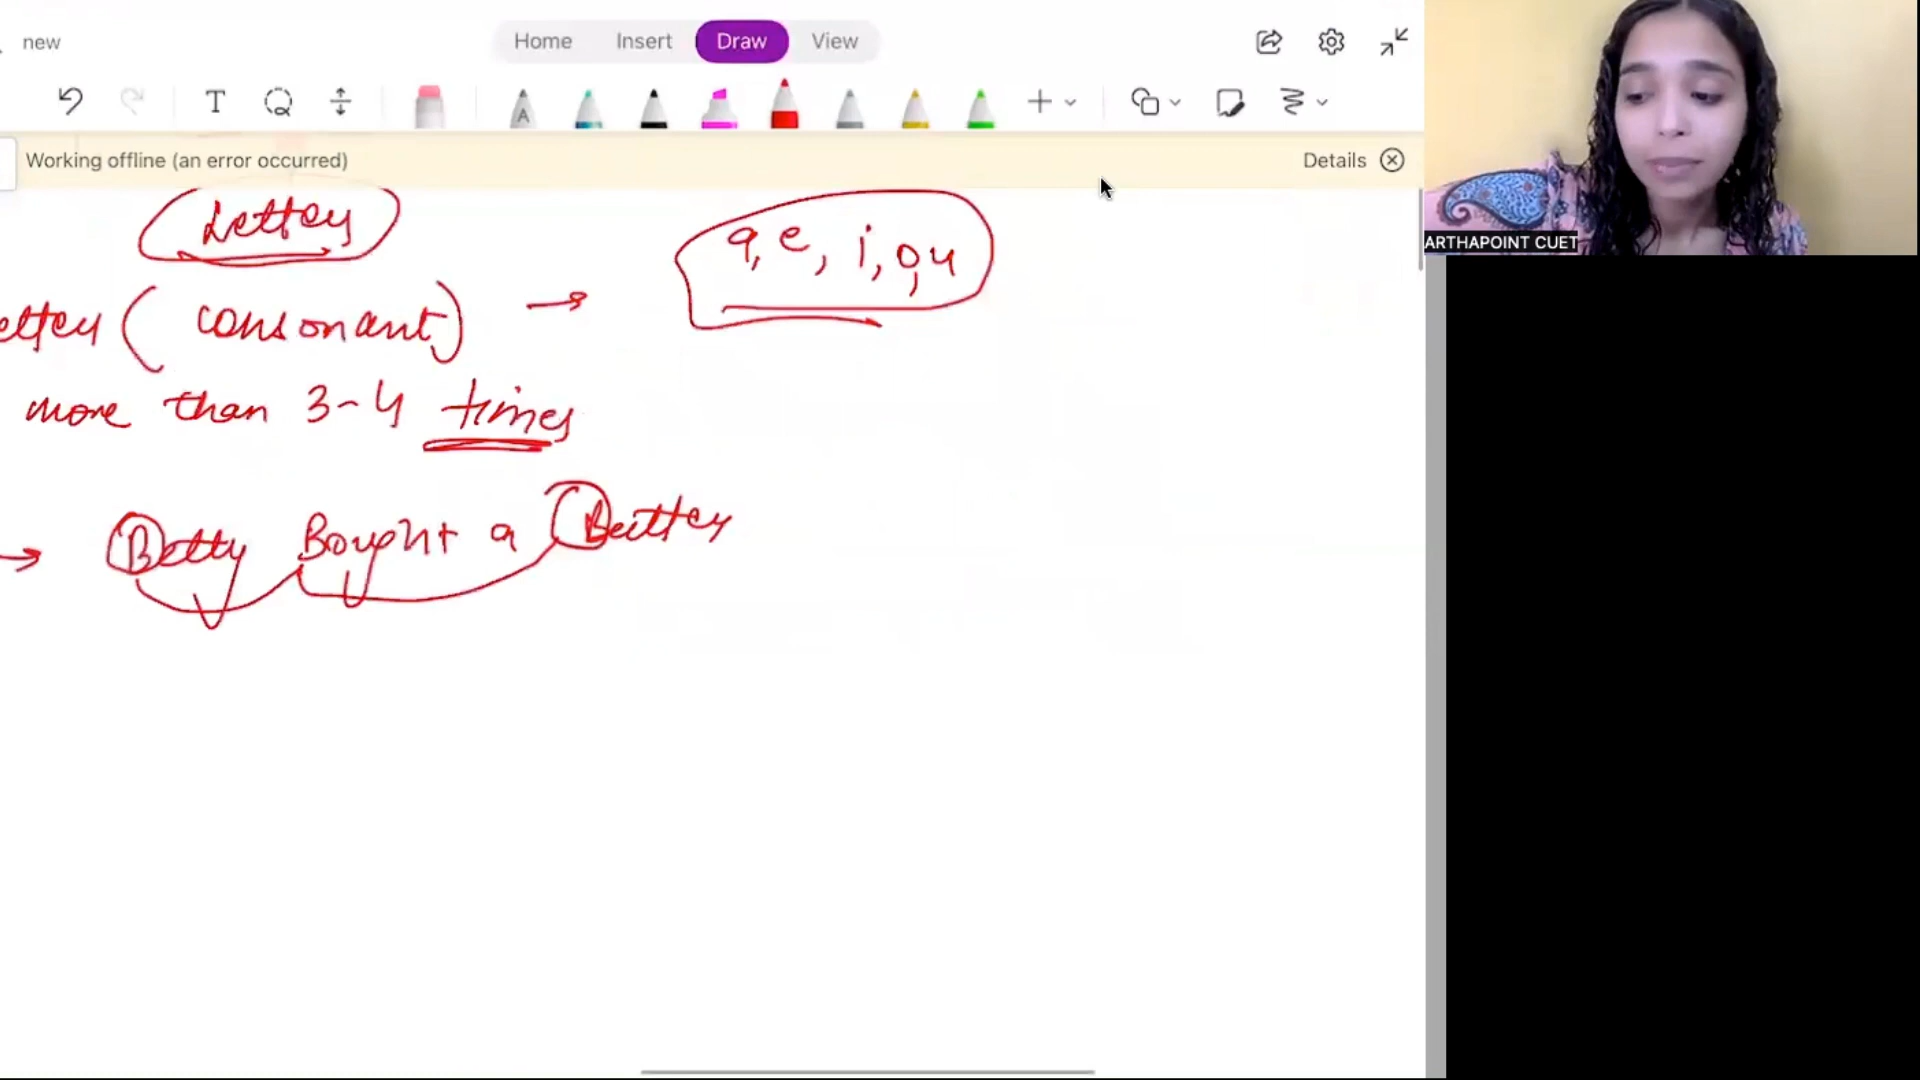 new
Home Insert Draw View
T
A
Working offline (an error occurred) Details
ARTHAPOINT CUET
Letter
a, e, i, o, u
etter ( consonant ) →
more than 3-4 times
→ Betty Bought a Butter